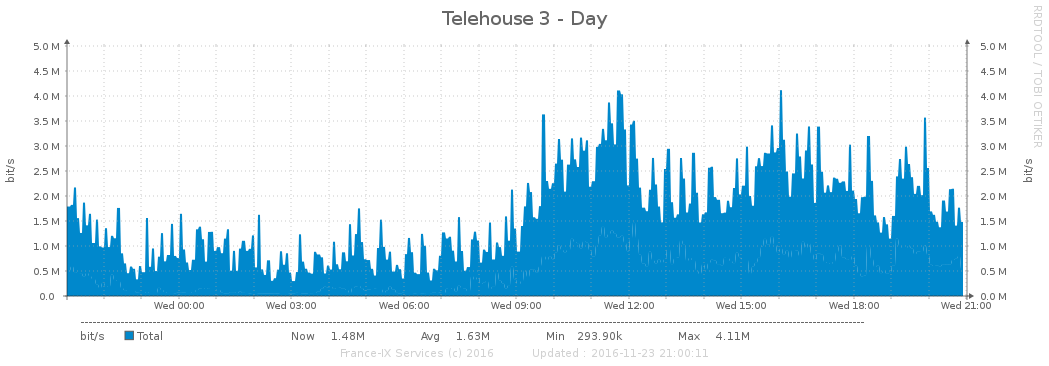 Telehouse 3 - Day
RRDTOOL / TOBI OETIKER
bit/s
5.0 M 5.0 M
4.5 M 4.5 M
4.0 M 4.0 M
3.5 M 3.5 M
3.0 M 3.0 M
2.5 M 2.5 M
2.0 M 2.0 M
1.5 M 1.5 M
1.0 M 1.0 M
0.5 M 0.5 M
0.0 0.0 M
bit/s
Wed 00:00 Wed 03:00 Wed 06:00 Wed 09:00 Wed 12:00 Wed 15:00 Wed 18:00 Wed 21:00
bit/s Total Now 1.48M Avg 1.63M Min 293.90k Max 4.11M
France-IX Services (c) 2016 Updated : 2016-11-23 21:00:11